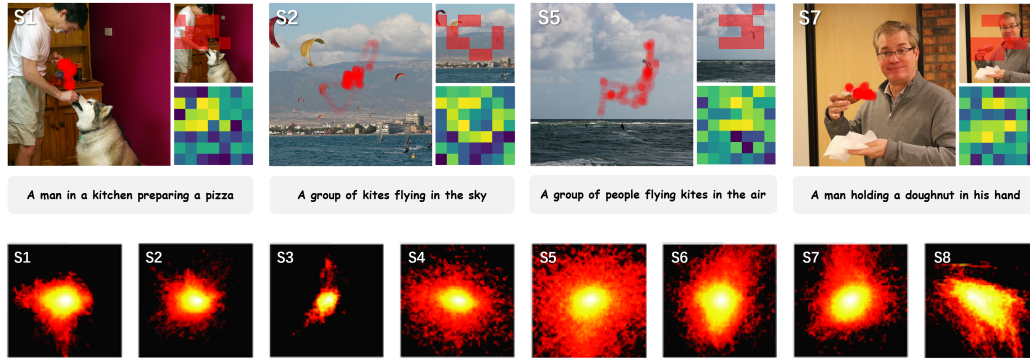 S1
S2
S5
S7
A man in a kitchen preparing a pizza
A group of kites flying in the sky
A group of people flying kites in the air
A man holding a doughnut in his hand
S1
S2
S3
S4
S5
S6
S7
S8